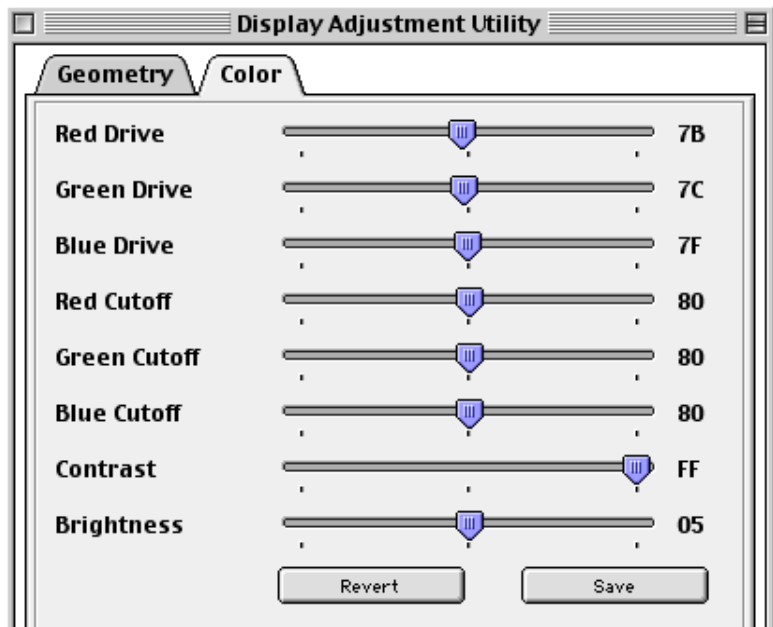 Display Adjustment Utility
Geometry Color
Red Drive 7B
Green Drive 7C
Blue Drive 7F
Red Cutoff 80
Green Cutoff 80
Blue Cutoff 80
Contrast FF
Brightness 05
Revert Save